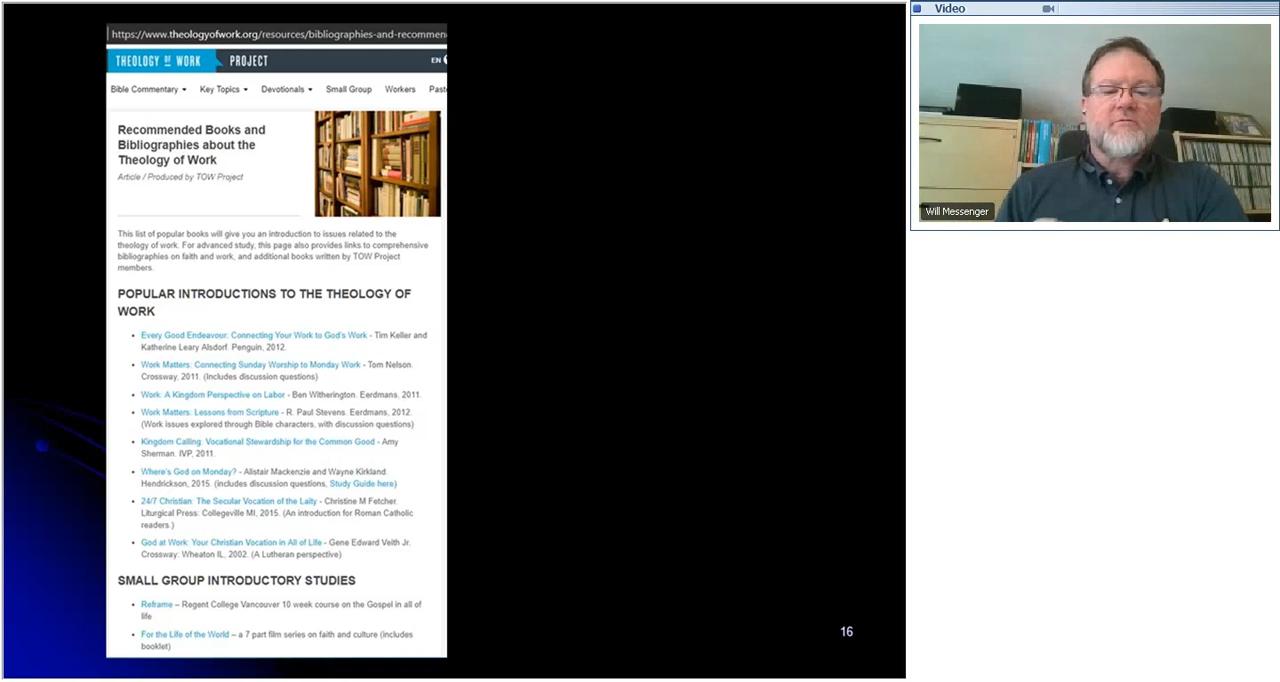 https://www.theologyofwork.org/resources/bibliographies-and-recommen
THEOLOGY OF WORK PROJECT
EN
Bible Commentary Key Topics Devotionals Small Group Workers Past
Recommended Books and
Bibliographies about the
Theology of Work
Article / Produced by TOW Project
This list of popular books will give you an introduction to issues related to the
theology of work. For advanced study, this page also provides links to comprehensive
bibliographies on faith and work, and additional books written by TOW Project
members.
POPULAR INTRODUCTIONS TO THE THEOLOGY OF
WORK
• Every Good Endeavour: Connecting Your Work to God's Work - Tim Keller and
Katherine Leary Alsdorf. Penguin, 2012.
• Work Matters: Connecting Sunday Worship to Monday Work - Tom Nelson.
Crossway, 2011. (Includes discussion questions)
• Work: A Kingdom Perspective on Labor - Ben Witherington. Eerdmans, 2011.
• Work Matters: Lessons from Scripture - R. Paul Stevens. Eerdmans, 2012.
(Work issues explored through Bible characters, with discussion questions)
• Kingdom Calling: Vocational Stewardship for the Common Good - Amy
Sherman. IVP, 2011.
• Where's God on Monday? - Alistair Mackenzie and Wayne Kirkland.
Hendrickson, 2015. (includes discussion questions, Study Guide here)
• 24/7 Christian: The Secular Vocation of the Laity - Christine M Fetcher.
Liturgical Press: Collegeville MI, 2015. (An introduction for Roman Catholic
readers.)
• God at Work: Your Christian Vocation in All of Life - Gene Edward Veith Jr.
Crossway: Wheaton IL, 2002. (A Lutheran perspective)
SMALL GROUP INTRODUCTORY STUDIES
• Reframe – Regent College Vancouver 10 week course on the Gospel in all of
life
• For the Life of the World – a 7 part film series on faith and culture (includes
booklet)
16
Video
Will Messenger